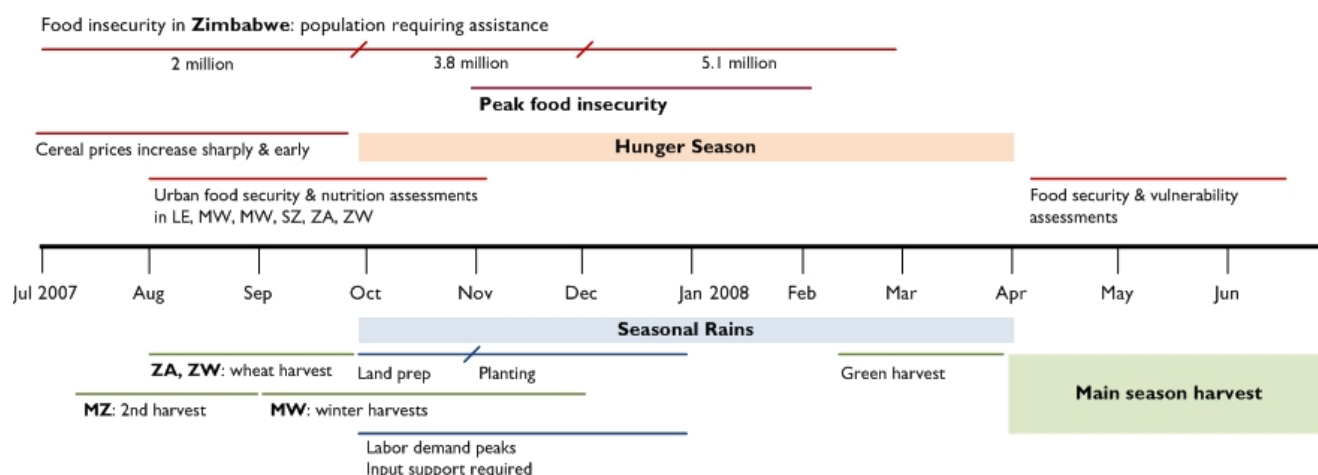 Food insecurity in Zimbabwe: population requiring assistance
2 million
3.8 million
5.1 million
Peak food insecurity
Cereal prices increase sharply & early
Hunger Season
Urban food security & nutrition assessments
in LE, MW, MW, SZ, ZA, ZW
Food security & vulnerability
assessments
Jul 2007
Aug
Sep
Oct
Nov
Dec
Jan 2008
Feb
Mar
Apr
May
Jun
Seasonal Rains
ZA, ZW: wheat harvest
Land prep
Planting
Green harvest
Main season harvest
MZ: 2nd harvest
MW: winter harvests
Labor demand peaks
Input support required